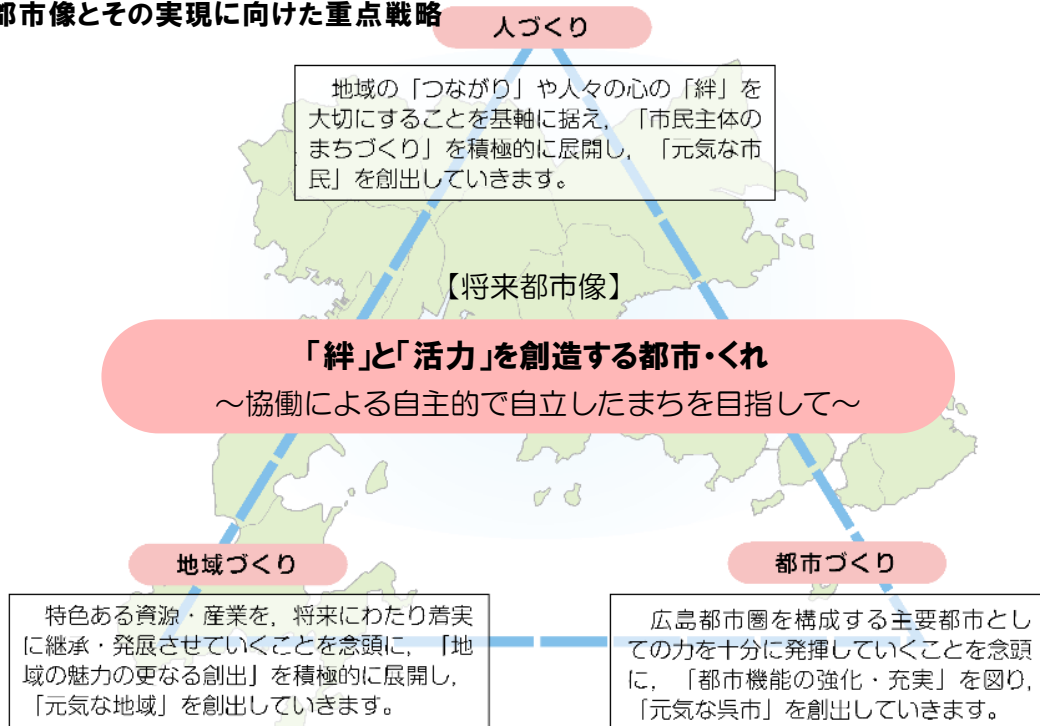 都市像とその実現に向けた重点戦略
人づくり
地域の「つながり」や人々の心の「絆」を
大切にすることを基軸に据え，「市民主体の
まちづくり」を積極的に展開し，「元気な市
民」を創出していきます。
【将来都市像】
「絆」と「活力」を創造する都市・くれ
～協働による自主的で自立したまちを目指して～
地域づくり
特色ある資源・産業を，将来にわたり着実
に継承・発展させていくことを念頭に，「地
域の魅力の更なる創出」を積極的に展開し，
「元気な地域」を創出していきます。
都市づくり
広島都市圏を構成する主要都市とし
ての力を十分に発揮していくことを念頭
に，「都市機能の強化・充実」を図り，
「元気な呉市」を創出していきます。